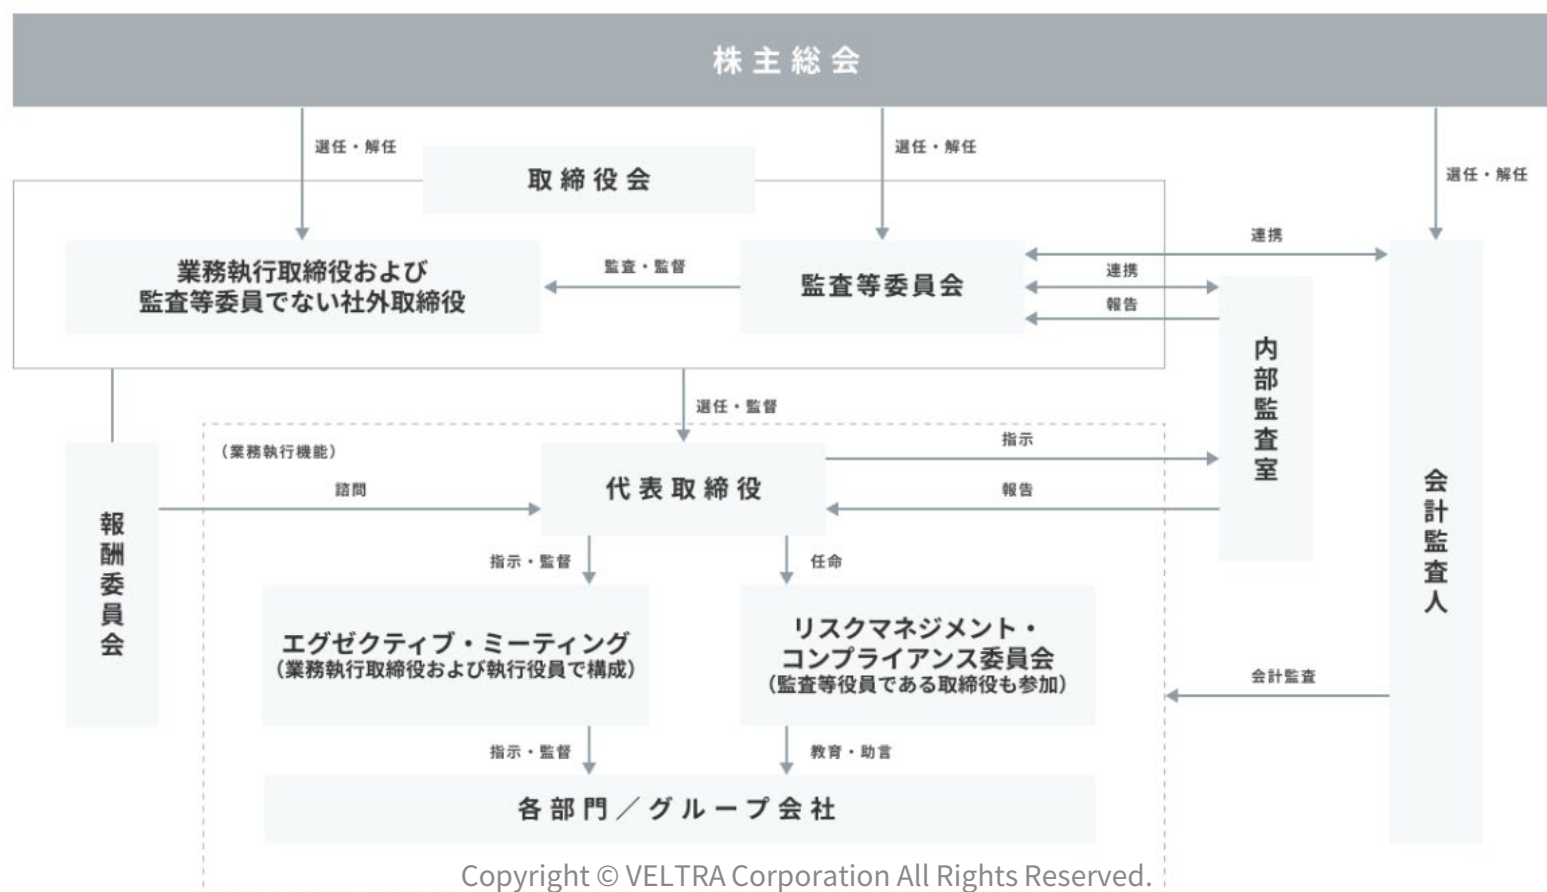 株主総会
選任・解任
選任・解任
選任・解任
取締役会
業務執行取締役および
監査等委員でない社外取締役
監査・監督
監査等委員会
連携
連携
報告
内部監査室
会計監査人
選任・監督
（業務執行機能）
代表取締役
指示
報告
諮問
報酬委員会
指示・監督
任命
エグゼクティブ・ミーティング
（業務執行取締役および執行役員で構成）
リスクマネジメント・
コンプライアンス委員会
（監査等役員である取締役も参加）
会計監査
指示・監督
教育・助言
各部門／グループ会社
Copyright © VELTRA Corporation All Rights Reserved.